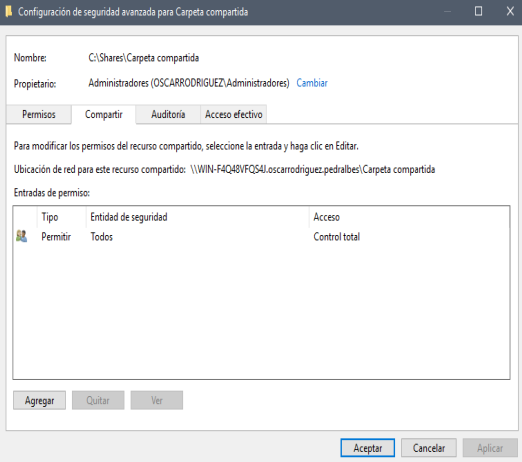 Configuración de seguridad avanzada para Carpeta compartida
Nombre: C:\Shares\Carpeta compartida
Propietario: Administradores (OSCARRODRIGUEZ\Administradores) Cambiar
Permisos Compartir Auditoría Acceso efectivo
Para modificar los permisos del recurso compartido, seleccione la entrada y haga clic en Editar.
Ubicación de red para este recurso compartido: \\WIN-F4Q48VFQS4J.oscarrodriguez.pedralbes\Carpeta compartida
Entradas de permiso:
Tipo Entidad de seguridad Acceso
Permitir Todos Control total
Agregar Quitar Ver
Aceptar Cancelar Aplicar